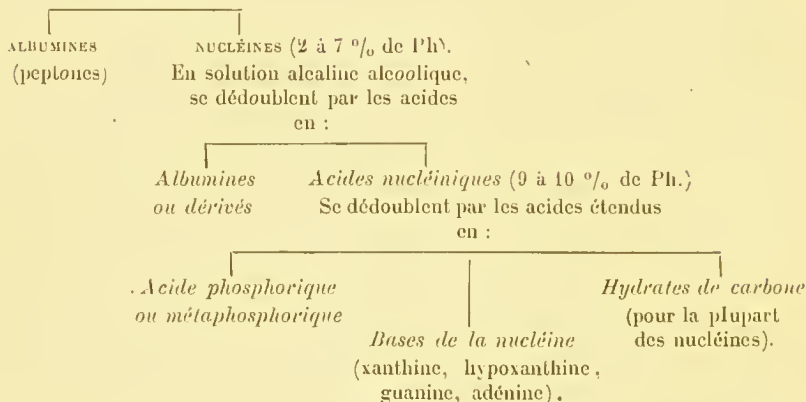 ALBUMINES
(peptones)
NUCLÉINES (2 à 7 % de Ph).
En solution alcaline alcoolique,
se dédoublent par les acides
en :
Albumines
ou dérivés
Acides nucléiniques (9 à 10 % de Ph.)
Se dédoublent par les acides étendus
en :
Acide phosphorique
ou métaphosphorique
Bases de la nucléine
(xanthine, hypoxanthine,
guanine, adénine).
Hydrates de carbone
(pour la plupart
des nucléines).